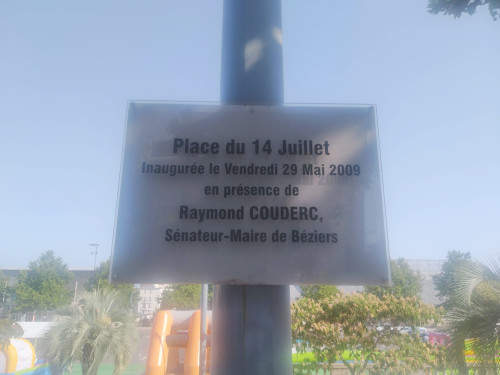 Place du 14 Juillet
Inaugurée le Vendredi 29 Mai 2009
en présence de
Raymond COUDERC,
Sénateur-Maire de Béziers